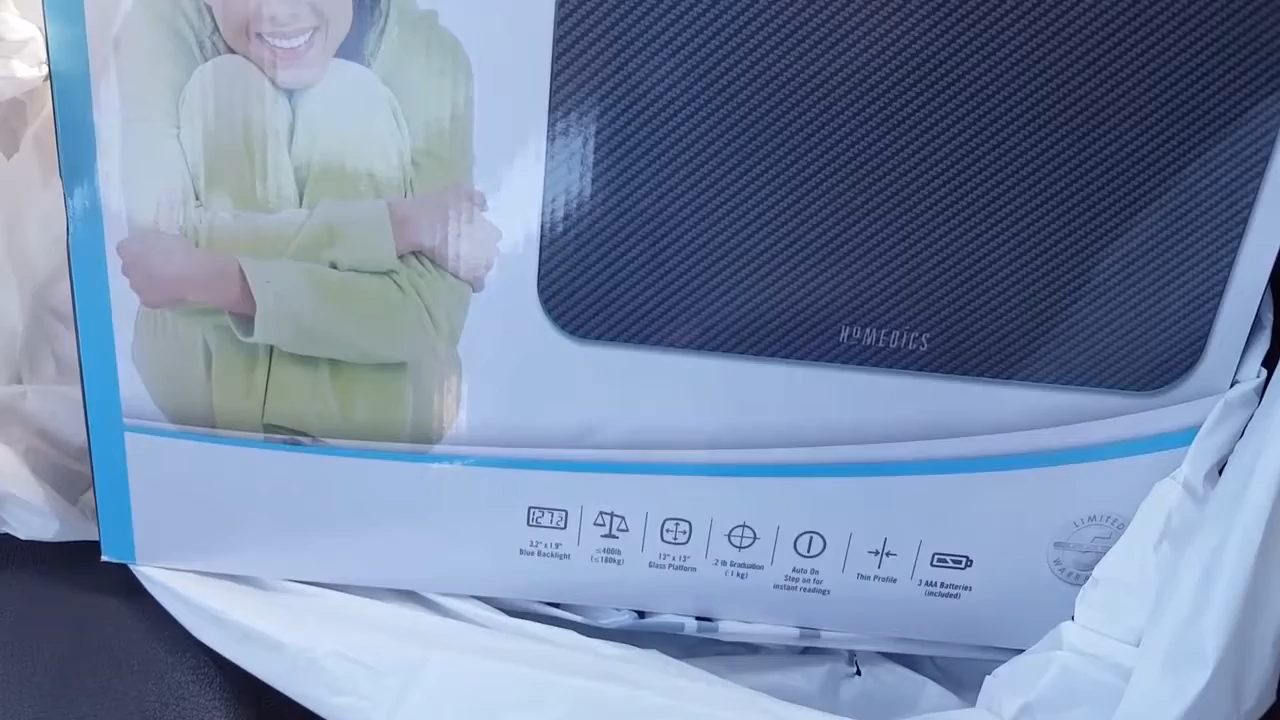 HoMEDICS
127.2
3.2" x 1.9"
Blue Backlight
≤400lb
(≤180kg)
13" x 13"
Glass Platform
.2 lb Graduation
(.1 kg)
Auto On
Step on for
instant readings
Thin Profile
3 AAA Batteries
(included)
LIMITED